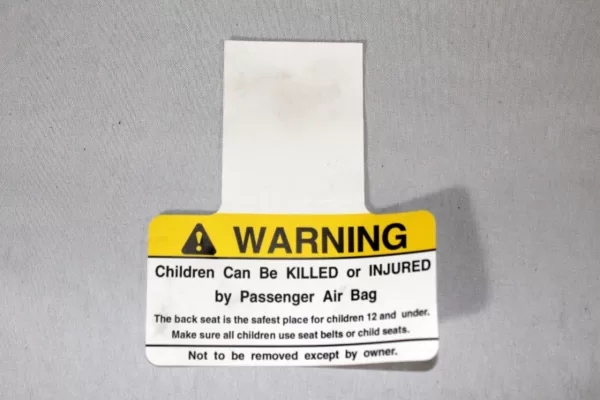 WARNING
Children Can Be KILLED or INJURED
by Passenger Air Bag
The back seat is the safest place for children 12 and under.
Make sure all children use seat belts or child seats.
Not to be removed except by owner.